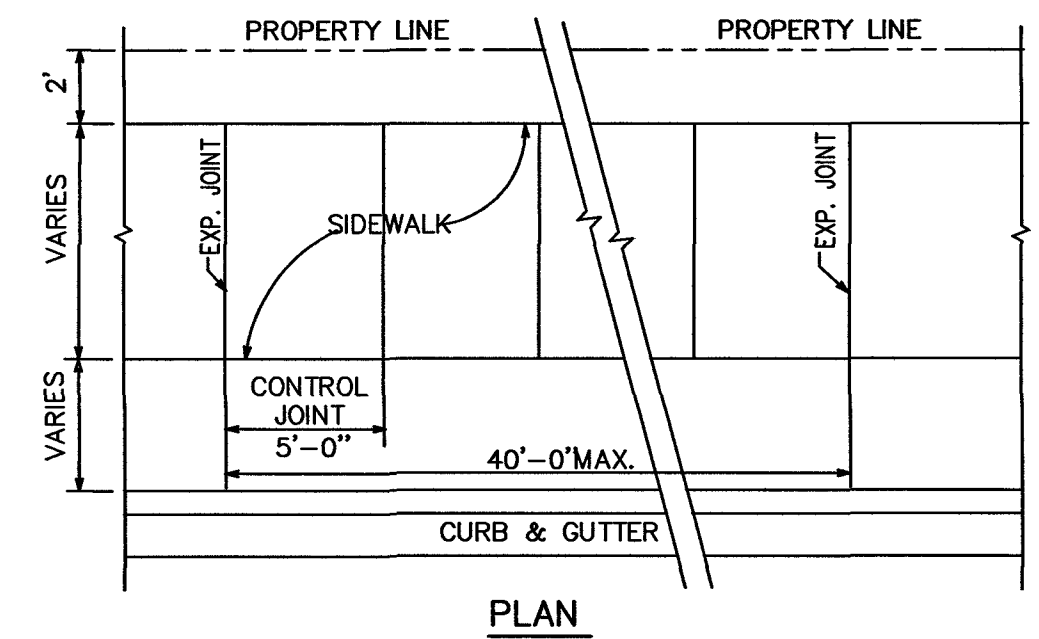 PROPERTY LINE
PROPERTY LINE
2'
VARIES
EXP. JOINT
EXP. JOINT
SIDEWALK
VARIES
CONTROL
JOINT
5'-0"
40'-0'MAX.
CURB & GUTTER
PLAN